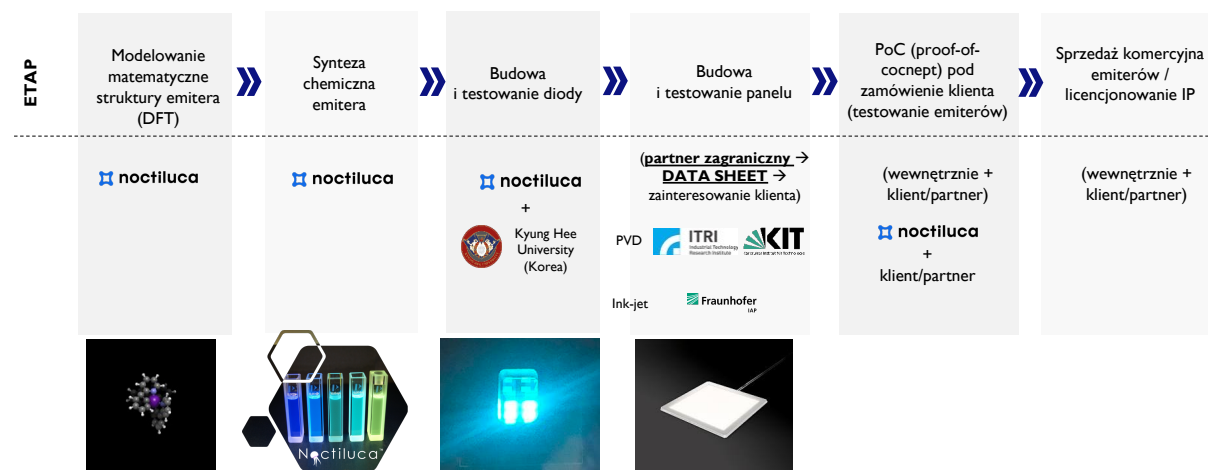 ETAP
Modelowanie
matematyczne
struktury emitera
(DFT)
Synteza
chemiczna
emitera
Budowa
i testowanie diody
Budowa
i testowanie panelu
PoC (proof-of-
cocnept) pod
zamówienie klienta
(testowanie emiterów)
Sprzedaż komercyjna
emiterów /
licencjonowanie IP
noctiluca
noctiluca
noctiluca
+
Kyung Hee
University
(Korea)
(partner zagraniczny →
DATA SHEET →
zainteresowanie klienta)
PVD
ITRI
Industrial Technology
Research Institute
KIT
Ink-jet
Fraunhofer
IAP
(wewnętrznie +
klient/partner)
noctiluca
+
klient/partner
(wewnętrznie +
klient/partner)
Noctiluca